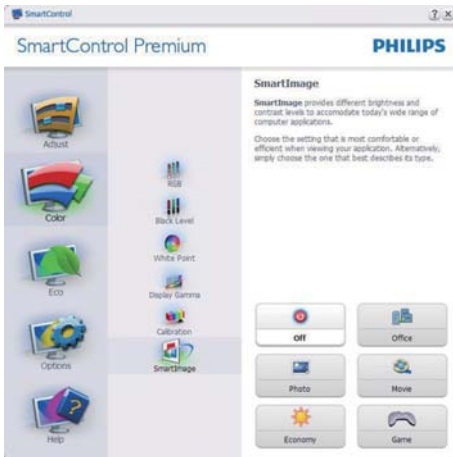 SmartControl
SmartControl Premium
PHILIPS
Adjust
Color
Eco
Options
Help
RGB
Black Level
White Point
Display Gamma
Calibration
SmartImage
SmartImage
SmartImage provides different brightness and
contrast levels to accomodate today's wide range of
computer applications.
Choose the setting that is most comfortable or
efficient when viewing your application. Alternatively,
simply choose the one that best describes its type.
Off
Office
Photo
Movie
Economy
Game